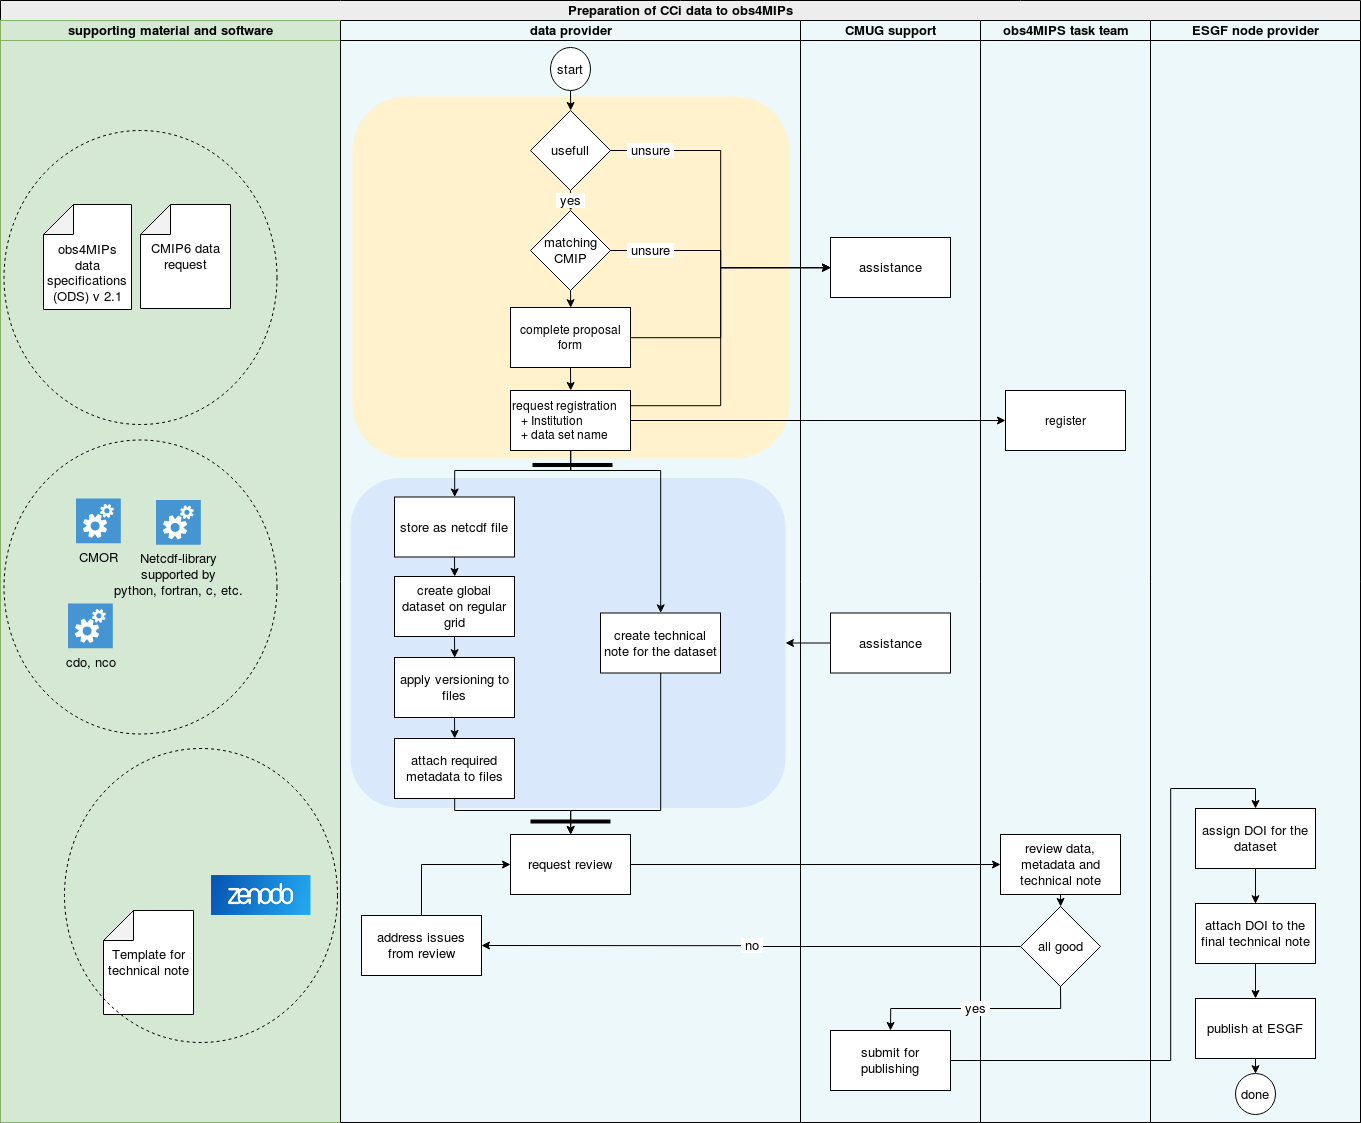 Preparation of CCi data to obs4MIPs
supporting material and software
data provider
CMUG support
obs4MIPS task team
ESGF node provider
start
usefull
unsure
yes
matching
CMIP
unsure
obs4MIPs
data
specifications
(ODS) v 2.1
CMIP6 data
request
assistance
complete proposal
form
request registration
+ Institution
+ data set name
register
CMOR
Netcdf-library
supported by
python, fortran, c, etc.
cdo, nco
store as netcdf file
create global
dataset on regular
grid
apply versioning to
files
attach required
metadata to files
create technical
note for the dataset
assistance
request review
review data,
metadata and
technical note
address issues
from review
no
all good
yes
submit for
publishing
zenodo
Template for
technical note
assign DOI for the
dataset
attach DOI to the
final technical note
publish at ESGF
done